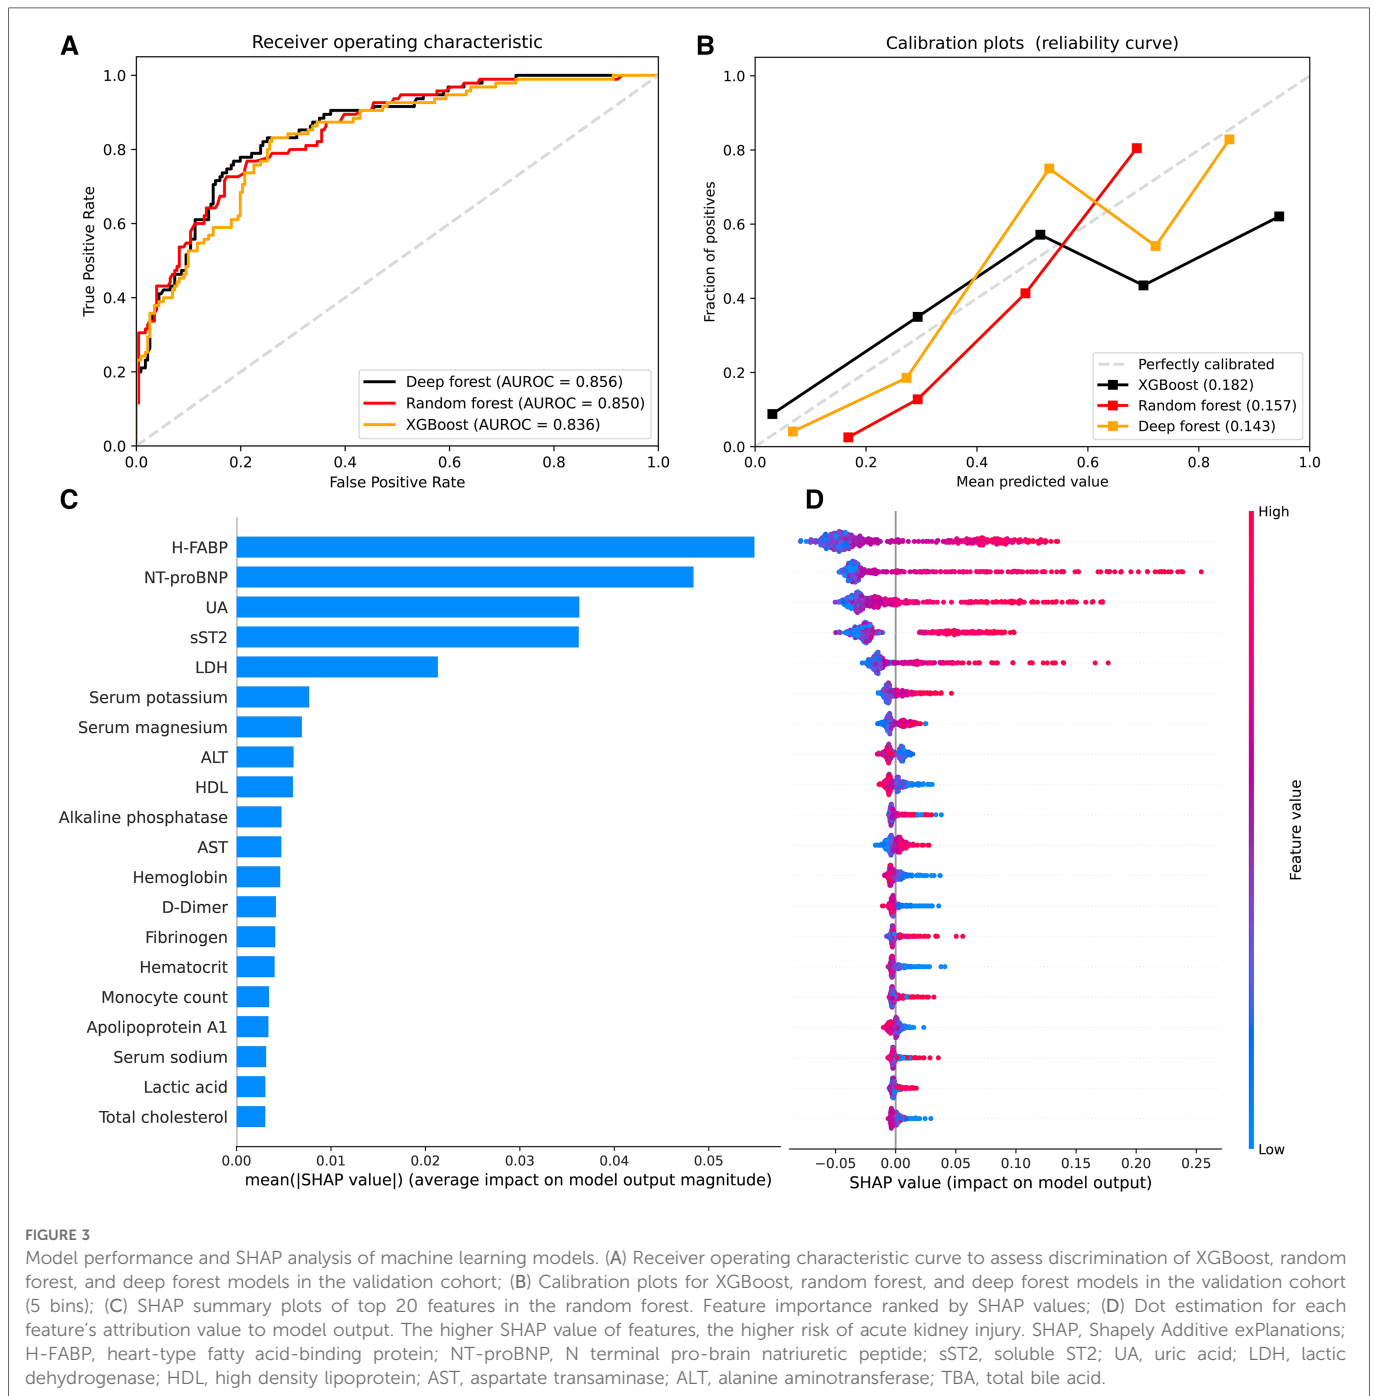 A
Receiver operating characteristic
True Positive Rate
1.0
0.8
0.6
0.4
0.2
0.0
0.0 0.2 0.4 0.6 0.8 1.0
False Positive Rate
Deep forest (AUROC = 0.856)
Random forest (AUROC = 0.850)
XGBoost (AUROC = 0.836)
B
Calibration plots (reliability curve)
Fraction of positives
1.0
0.8
0.6
0.4
0.2
0.0
0.0 0.2 0.4 0.6 0.8 1.0
Mean predicted value
Perfectly calibrated
XGBoost (0.182)
Random forest (0.157)
Deep forest (0.143)
C
H-FABP
NT-proBNP
UA
sST2
LDH
Serum potassium
Serum magnesium
ALT
HDL
Alkaline phosphatase
AST
Hemoglobin
D-Dimer
Fibrinogen
Hematocrit
Monocyte count
Apolipoprotein A1
Serum sodium
Lactic acid
Total cholesterol
0.00 0.01 0.02 0.03 0.04 0.05
mean(|SHAP value|) (average impact on model output magnitude)
D
−0.05 0.00 0.05 0.10 0.15 0.20 0.25
SHAP value (impact on model output)
High
Feature value
Low
FIGURE 3
Model performance and SHAP analysis of machine learning models. (A) Receiver operating characteristic curve to assess discrimination of XGBoost, random
forest, and deep forest models in the validation cohort; (B) Calibration plots for XGBoost, random forest, and deep forest models in the validation cohort
(5 bins); (C) SHAP summary plots of top 20 features in the random forest. Feature importance ranked by SHAP values; (D) Dot estimation for each
feature's attribution value to model output. The higher SHAP value of features, the higher risk of acute kidney injury. SHAP, Shapely Additive exPlanations;
H-FABP, heart-type fatty acid-binding protein; NT-proBNP, N terminal pro-brain natriuretic peptide; sST2, soluble ST2; UA, uric acid; LDH, lactic
dehydrogenase; HDL, high density lipoprotein; AST, aspartate transaminase; ALT, alanine aminotransferase; TBA, total bile acid.